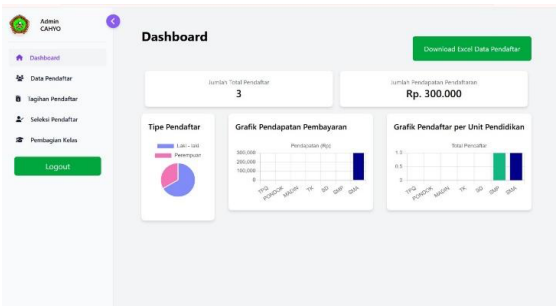 Admin
CAHYO
Dashboard
Data Pendaftar
Tagihan Pendaftar
Seleksi Pendaftar
Pembagian Kelas
Logout
Dashboard
Download Excel Data Pendaftar
Jumlah Total Pendaftar
3
Jumlah Pendapatan Pendaftaran
Rp. 300.000
Tipe Pendaftar
Laki - laki
Perempuan
Grafik Pendapatan Pembayaran
Pendapatan (Rp)
300,000
200,000
100,000
0
TPQ PONDOK MADIN TK SD SMP SMA
Grafik Pendaftar per Unit Pendidikan
Total Pendaftar
1.0
0.5
0
TPQ PONDOK MADIN TK SD SMP SMA